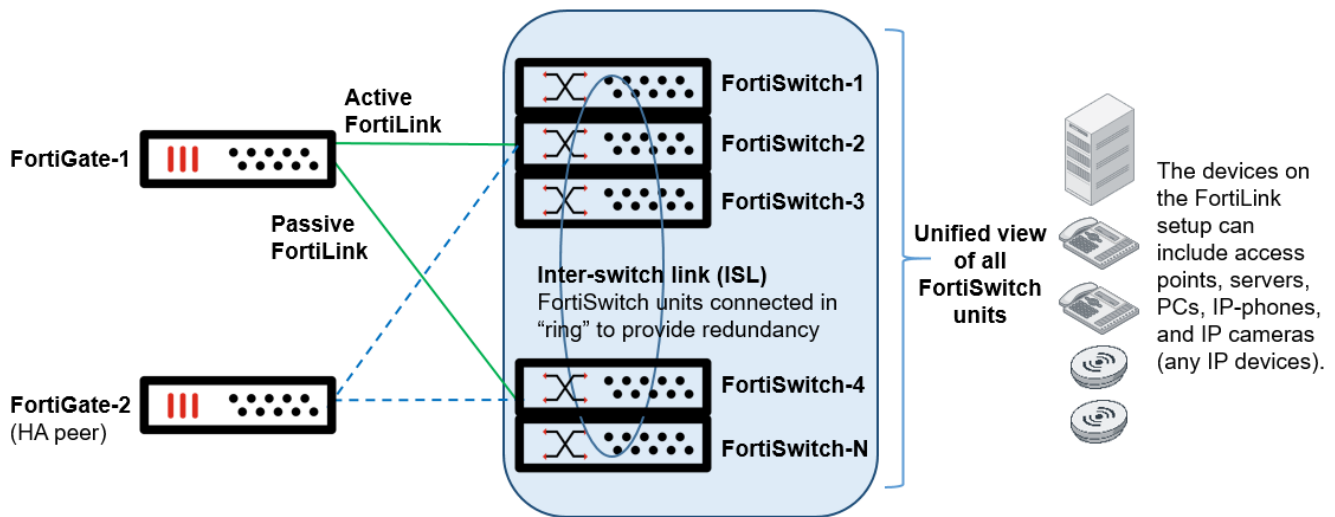 Active
FortiLink
FortiGate-1
Passive
FortiLink
FortiGate-2
(HA peer)
FortiSwitch-1
FortiSwitch-2
FortiSwitch-3
Inter-switch link (ISL)
FortiSwitch units connected in
“ring” to provide redundancy
FortiSwitch-4
FortiSwitch-N
Unified view
of all
FortiSwitch
units
The devices on
the FortiLink
setup can
include access
points, servers,
PCs, IP-phones,
and IP cameras
(any IP devices).